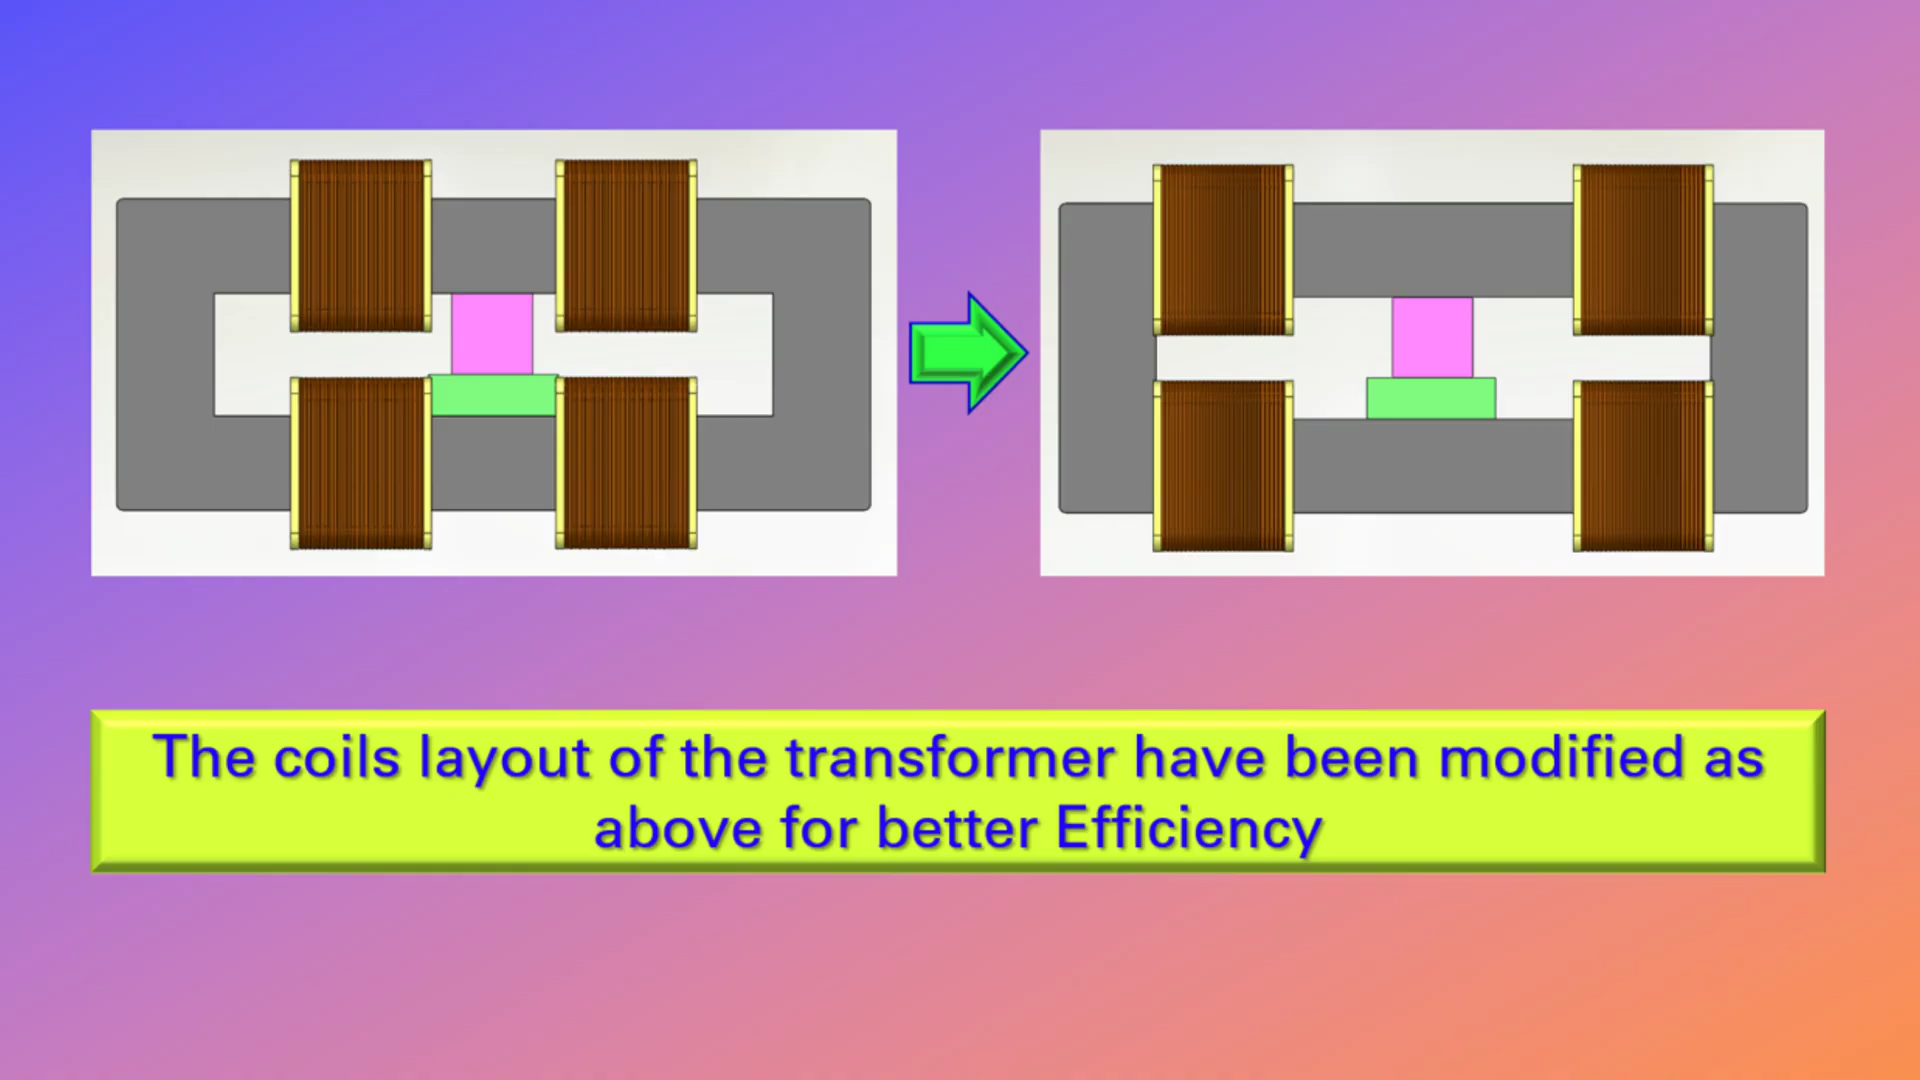 The coils layout of the transformer have been modified as
above for better Efficiency